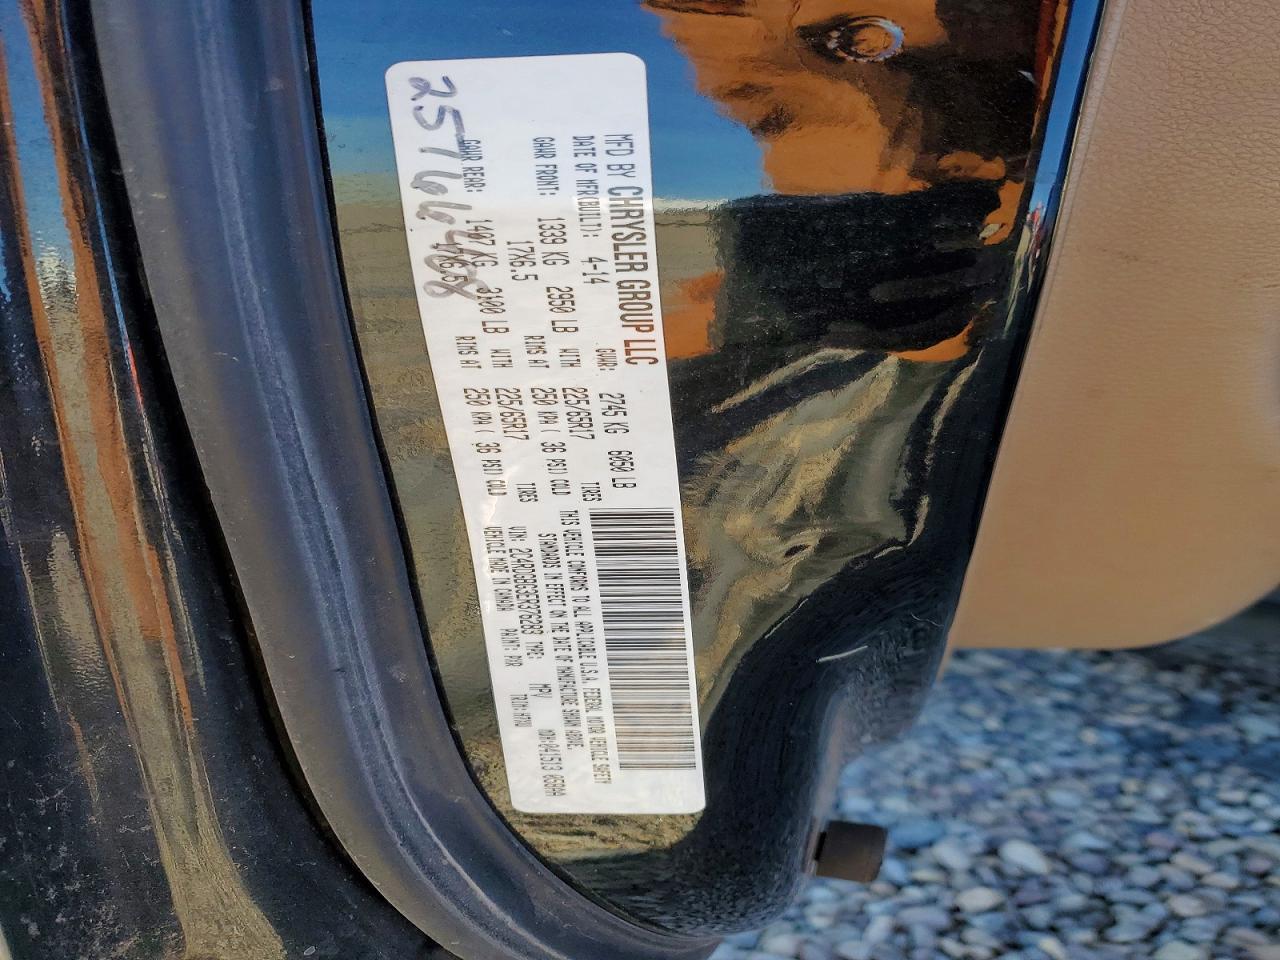 MFD BY CHRYSLER GROUP LLC
DATE OF MFR(BUILT): 4-14 GVWR: 2745 KG 6050 LB
GAWR FRONT: 1339 KG 2950 LB WITH 225/65R17 TIRES
17X6.5 RIMS AT 250 KPA ( 36 PSI) COLD
GAWR REAR: 1407 KG 3100 LB WITH 225/65R17 TIRES
RIMS AT 250 KPA ( 36 PSI) COLD
THIS VEHICLE CONFORMS TO ALL APPLICABLE U.S.A. FEDERAL MOTOR VEHICLE SAFETY
STANDARDS IN EFFECT ON THE DATE OF MANUFACTURE SHOWN ABOVE.
VIN: 2C4RDGBG3ER376283 TYPE: MPV
VEHICLE MADE IN CANADA PAINT: